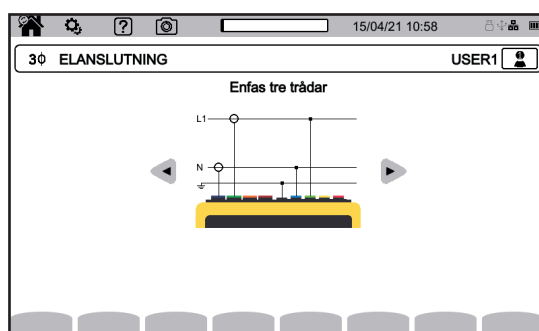 ?
15/04/21 10:58
3Φ ELANSLUTNING
USER1
Enfas tre trådar
L1
N